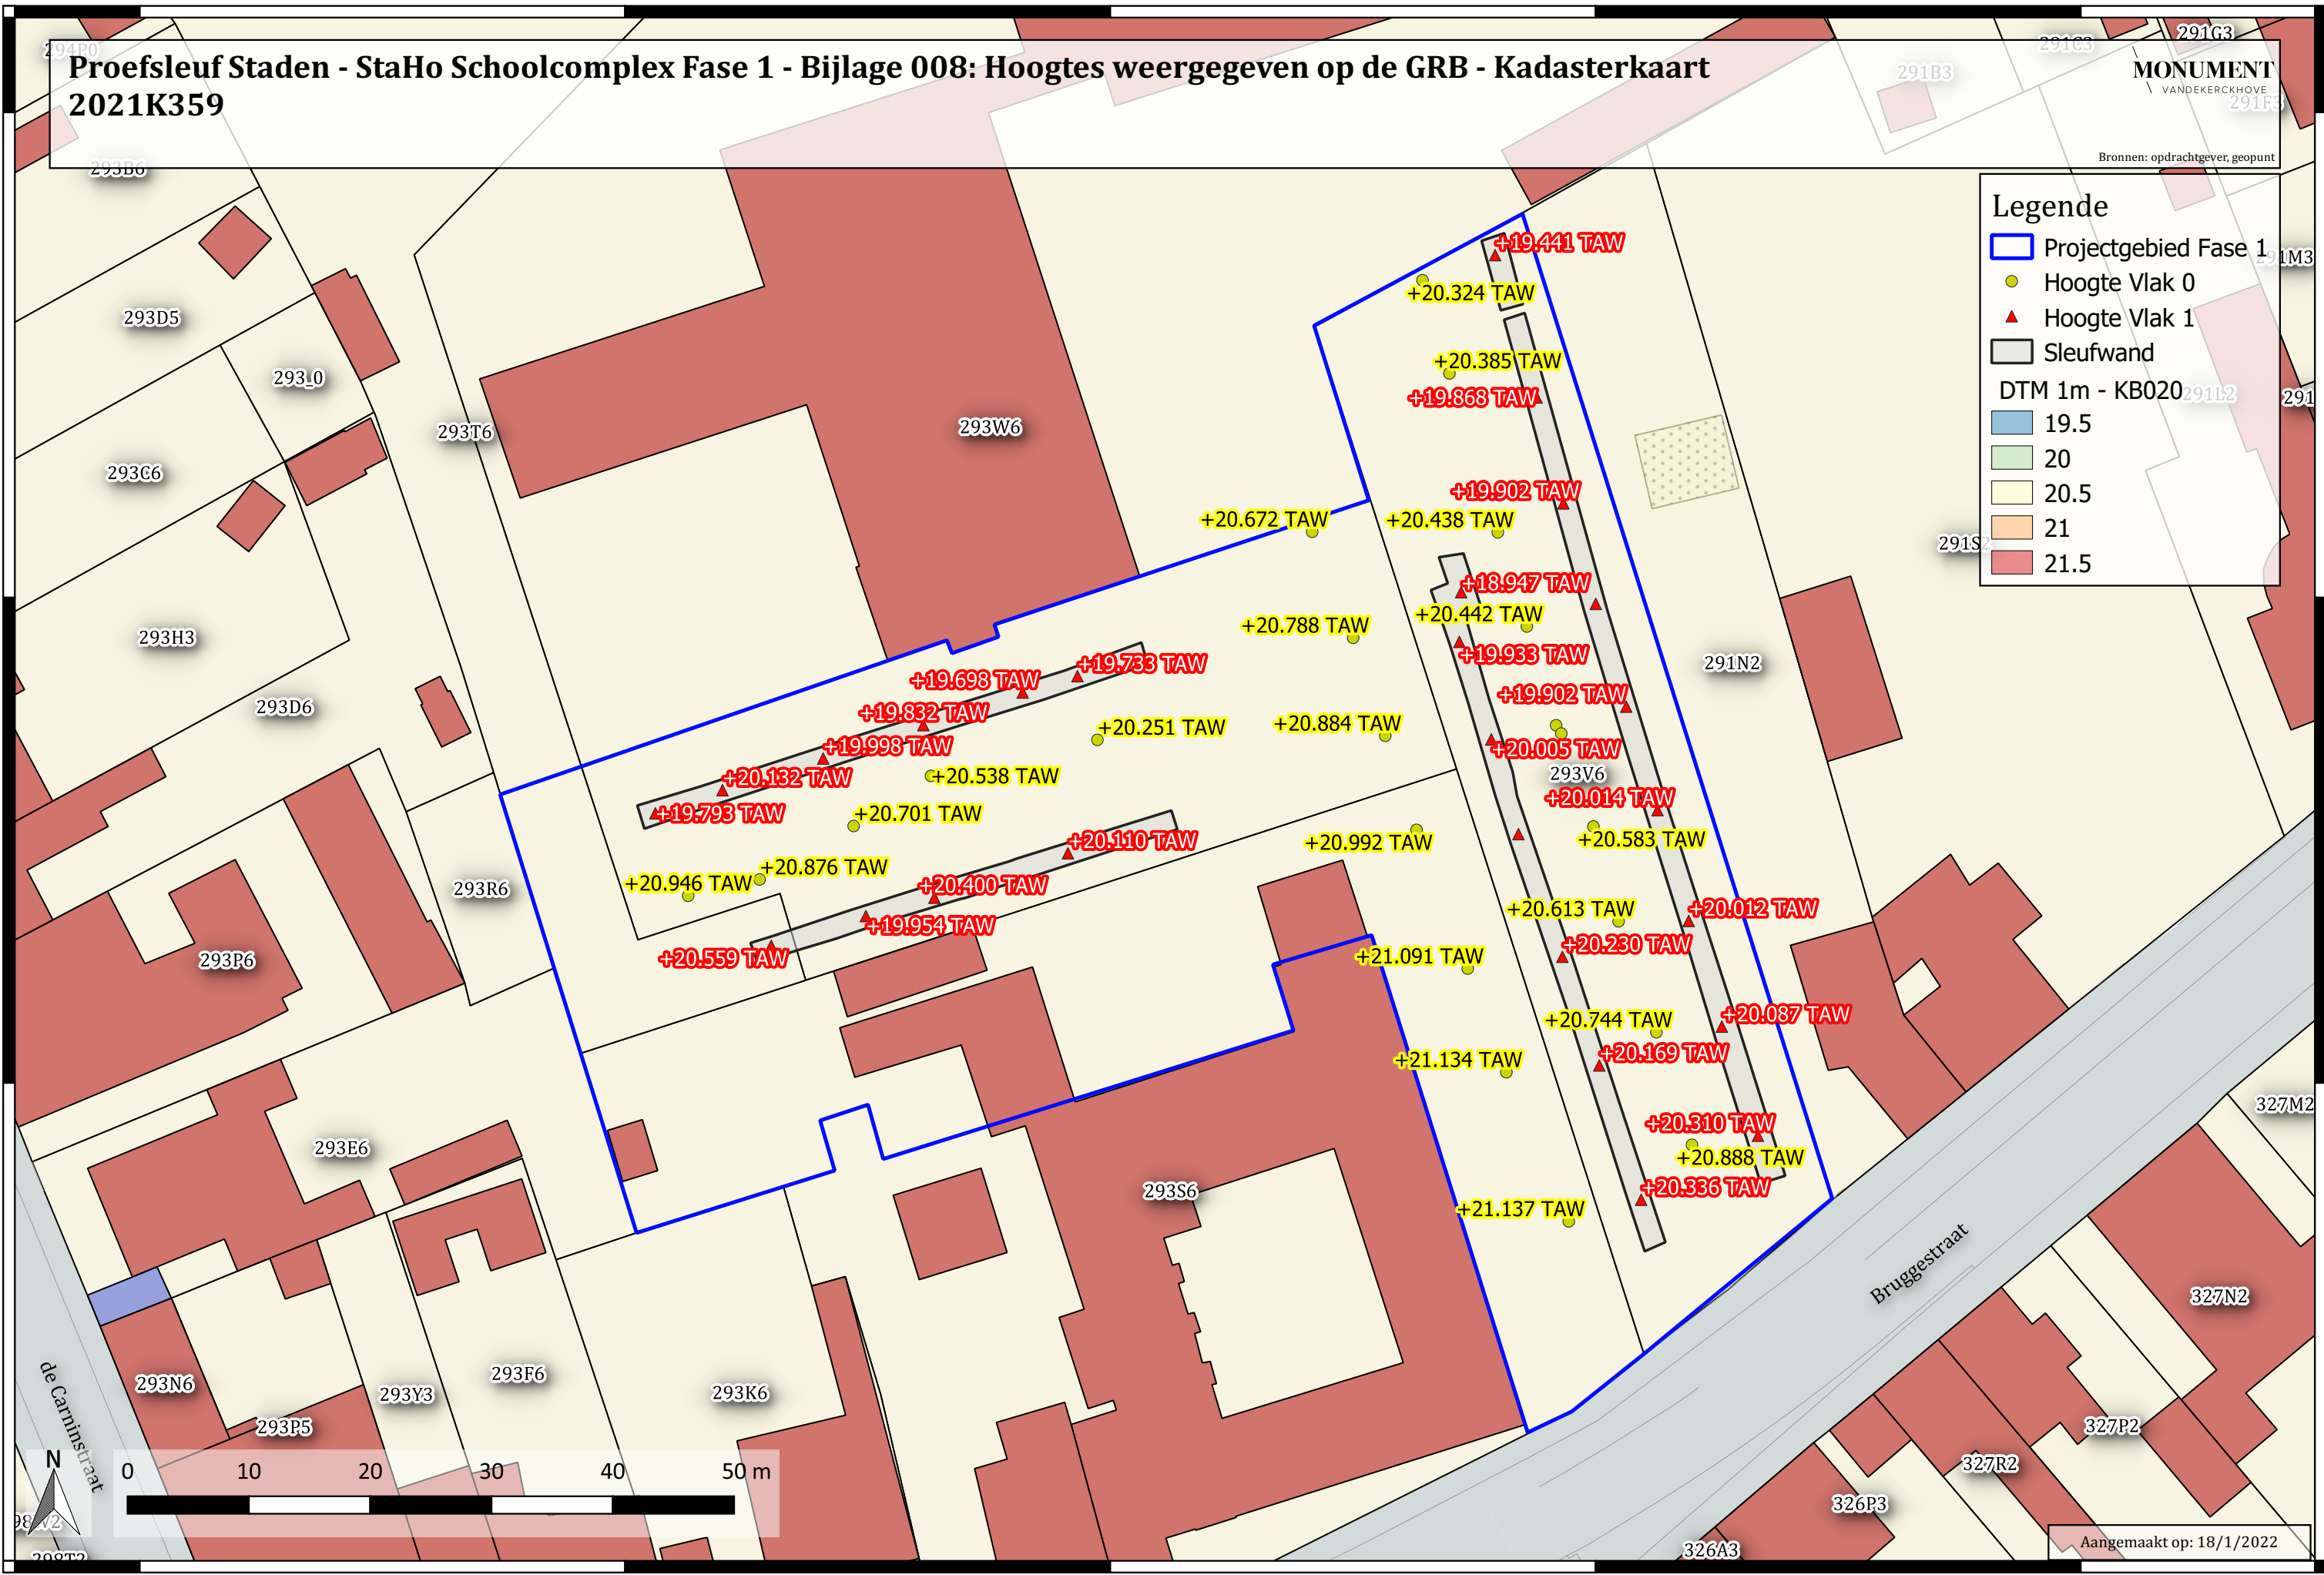 Proefsleuf Staden - StaHo Schoolcomplex Fase 1 - Bijlage 008: Hoogtes weergegeven op de GRB - Kadasterkaart
2021K359
MONUMENT
VANDEKERCKHOVE
Bronnen: opdrachtgever, geopunt
Legende
Projectgebied Fase 1
Hoogte Vlak 0
Hoogte Vlak 1
Sleufwand
DTM 1m - KB020
19.5
20
20.5
21
21.5
294P0
291C3
291G3
291B3
291F3
293B6
291M3
293D5
293_0
291L2
291
293T6
293W6
293C6
291S2
293H3
291N2
293D6
293V6
293R6
293P6
293E6
293S6
327M2
327N2
293N6
293Y3
293F6
293K6
293P5
327P2
327R2
326P3
326A3
298T2
+19.441 TAW
+20.324 TAW
+20.385 TAW
+19.868 TAW
+19.902 TAW
+20.672 TAW
+20.438 TAW
+18.947 TAW
+20.442 TAW
+20.788 TAW
+19.933 TAW
+19.733 TAW
+19.698 TAW
+19.902 TAW
+19.832 TAW
+20.251 TAW
+20.884 TAW
+19.998 TAW
+20.005 TAW
+20.132 TAW
+20.538 TAW
+20.014 TAW
+19.793 TAW
+20.701 TAW
+20.110 TAW
+20.992 TAW
+20.583 TAW
+20.876 TAW
+20.946 TAW
+20.400 TAW
+20.613 TAW
+20.012 TAW
+19.954 TAW
+20.230 TAW
+20.559 TAW
+21.091 TAW
+20.744 TAW
+20.087 TAW
+21.134 TAW
+20.169 TAW
+20.310 TAW
+20.888 TAW
+20.336 TAW
+21.137 TAW
Bruggestraat
de Carninstraat
N
0 10 20 30 40 50 m
Aangemaakt op: 18/1/2022